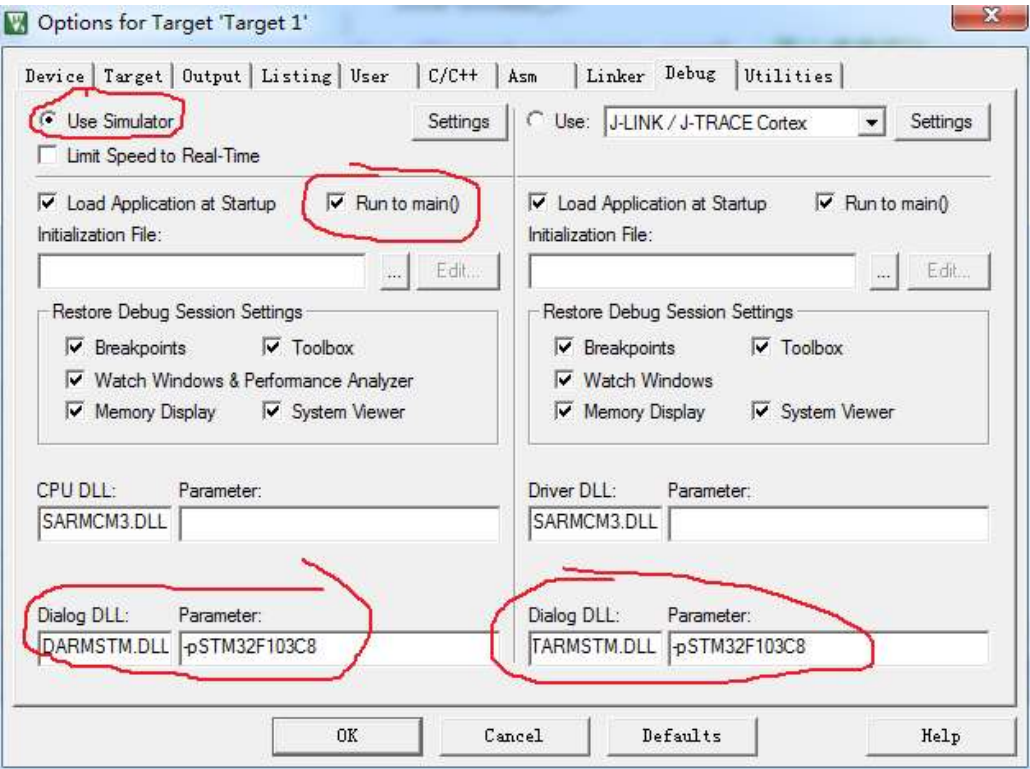 Options for Target 'Target 1'
Device Target Output Listing User C/C++ Asm Linker Debug Utilities
Use Simulator Settings Use: J-LINK / J-TRACE Cortex Settings
Limit Speed to Real-Time
Load Application at Startup Run to main() Load Application at Startup Run to main()
Initialization File: Initialization File:
... Edit... ... Edit...
Restore Debug Session Settings Restore Debug Session Settings
Breakpoints Toolbox Breakpoints Toolbox
Watch Windows & Performance Analyzer Watch Windows
Memory Display System Viewer Memory Display System Viewer
CPU DLL: Parameter: Driver DLL: Parameter:
SARMCM3.DLL SARMCM3.DLL
Dialog DLL: Parameter: Dialog DLL: Parameter:
DARMSTM.DLL -pSTM32F103C8 TARMSTM.DLL -pSTM32F103C8
OK Cancel Defaults Help